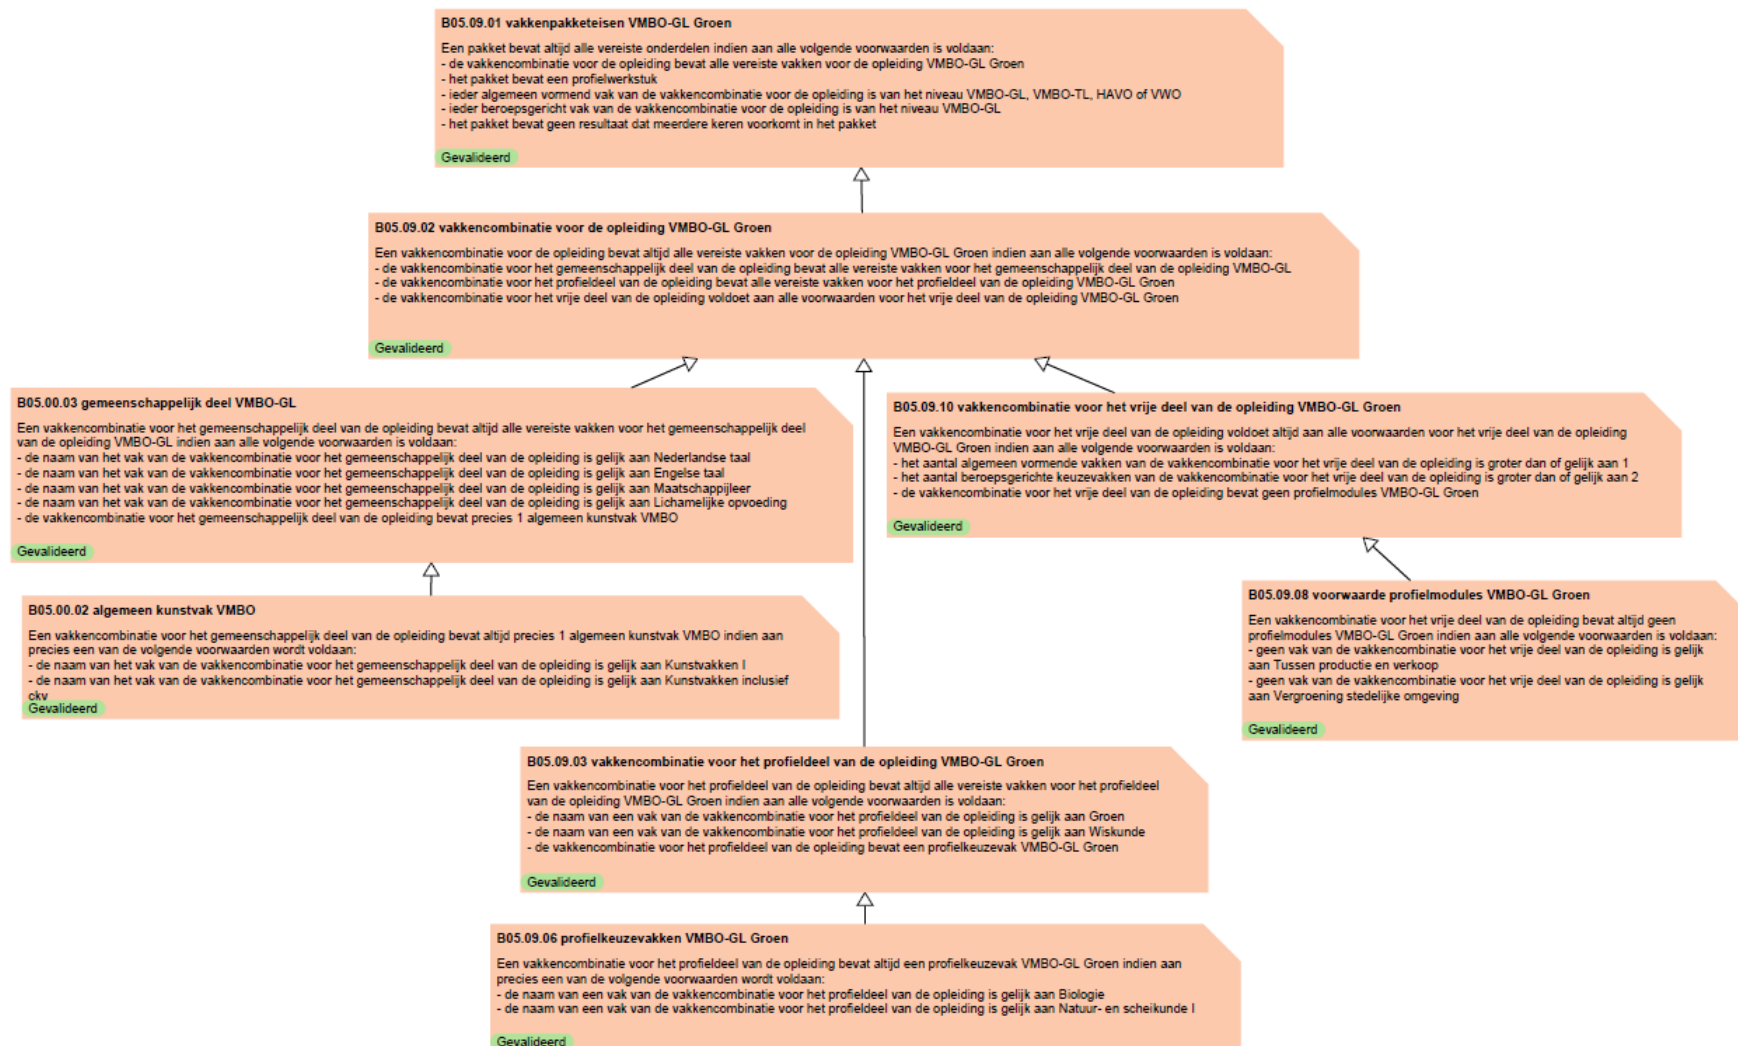 B05.09.01 vakkenpakketeisen VMBO-GL Groen
Een pakket bevat altijd alle vereiste onderdelen indien aan alle volgende voorwaarden is voldaan:
- de vakkencombinatie voor de opleiding bevat alle vereiste vakken voor de opleiding VMBO-GL Groen
- het pakket bevat een profielwerkstuk
- ieder algemeen vormend vak van de vakkencombinatie voor de opleiding is van het niveau VMBO-GL, VMBO-TL, HAVO of VWO
- ieder beroepsgericht vak van de vakkencombinatie voor de opleiding is van het niveau VMBO-GL
- het pakket bevat geen resultaat dat meerdere keren voorkomt in het pakket
Gevalideerd
B05.09.02 vakkencombinatie voor de opleiding VMBO-GL Groen
Een vakkencombinatie voor de opleiding bevat altijd alle vereiste vakken voor de opleiding VMBO-GL Groen indien aan alle volgende voorwaarden is voldaan:
- de vakkencombinatie voor het gemeenschappelijk deel van de opleiding bevat alle vereiste vakken voor het gemeenschappelijk deel van de opleiding VMBO-GL
- de vakkencombinatie voor het profieldeel van de opleiding bevat alle vereiste vakken voor het profieldeel van de opleiding VMBO-GL Groen
- de vakkencombinatie voor het vrije deel van de opleiding voldoet aan alle voorwaarden voor het vrije deel van de opleiding VMBO-GL Groen
Gevalideerd
B05.00.03 gemeenschappelijk deel VMBO-GL
Een vakkencombinatie voor het gemeenschappelijk deel van de opleiding bevat altijd alle vereiste vakken voor het gemeenschappelijk deel
van de opleiding VMBO-GL indien aan alle volgende voorwaarden is voldaan:
- de naam van het vak van de vakkencombinatie voor het gemeenschappelijk deel van de opleiding is gelijk aan Nederlandse taal
- de naam van het vak van de vakkencombinatie voor het gemeenschappelijk deel van de opleiding is gelijk aan Engelse taal
- de naam van het vak van de vakkencombinatie voor het gemeenschappelijk deel van de opleiding is gelijk aan Maatschappijleer
- de naam van het vak van de vakkencombinatie voor het gemeenschappelijk deel van de opleiding is gelijk aan Lichamelijke opvoeding
- de vakkencombinatie voor het gemeenschappelijk deel van de opleiding bevat precies 1 algemeen kunstvak VMBO
Gevalideerd
B05.09.10 vakkencombinatie voor het vrije deel van de opleiding VMBO-GL Groen
Een vakkencombinatie voor het vrije deel van de opleiding voldoet altijd aan alle voorwaarden voor het vrije deel van de opleiding
VMBO-GL Groen indien aan alle volgende voorwaarden is voldaan:
- het aantal algemeen vormende vakken van de vakkencombinatie voor het vrije deel van de opleiding is groter dan of gelijk aan 1
- het aantal beroepsgerichte keuzevakken van de vakkencombinatie voor het vrije deel van de opleiding is groter dan of gelijk aan 2
- de vakkencombinatie voor het vrije deel van de opleiding bevat geen profielmodules VMBO-GL Groen
Gevalideerd
B05.00.02 algemeen kunstvak VMBO
Een vakkencombinatie voor het gemeenschappelijk deel van de opleiding bevat altijd precies 1 algemeen kunstvak VMBO indien aan
precies een van de volgende voorwaarden wordt voldaan:
- de naam van het vak van de vakkencombinatie voor het gemeenschappelijk deel van de opleiding is gelijk aan Kunstvakken I
- de naam van het vak van de vakkencombinatie voor het gemeenschappelijk deel van de opleiding is gelijk aan Kunstvakken inclusief
ckv
Gevalideerd
B05.09.08 voorwaarde profielmodules VMBO-GL Groen
Een vakkencombinatie voor het vrije deel van de opleiding bevat altijd geen
profielmodules VMBO-GL Groen indien aan alle volgende voorwaarden is voldaan:
- geen vak van de vakkencombinatie voor het vrije deel van de opleiding is gelijk
aan Tussen productie en verkoop
- geen vak van de vakkencombinatie voor het vrije deel van de opleiding is gelijk
aan Vergroening stedelijke omgeving
Gevalideerd
B05.09.03 vakkencombinatie voor het profieldeel van de opleiding VMBO-GL Groen
Een vakkencombinatie voor het profieldeel van de opleiding bevat altijd alle vereiste vakken voor het profieldeel
van de opleiding VMBO-GL Groen indien aan alle volgende voorwaarden is voldaan:
- de naam van een vak van de vakkencombinatie voor het profieldeel van de opleiding is gelijk aan Groen
- de naam van een vak van de vakkencombinatie voor het profieldeel van de opleiding is gelijk aan Wiskunde
- de vakkencombinatie voor het profieldeel van de opleiding bevat een profielkeuzevak VMBO-GL Groen
Gevalideerd
B05.09.06 profielkeuzevakken VMBO-GL Groen
Een vakkencombinatie voor het profieldeel van de opleiding bevat altijd een profielkeuzevak VMBO-GL Groen indien aan
precies een van de volgende voorwaarden wordt voldaan:
- de naam van een vak van de vakkencombinatie voor het profieldeel van de opleiding is gelijk aan Biologie
- de naam van een vak van de vakkencombinatie voor het profieldeel van de opleiding is gelijk aan Natuur- en scheikunde I
Gevalideerd